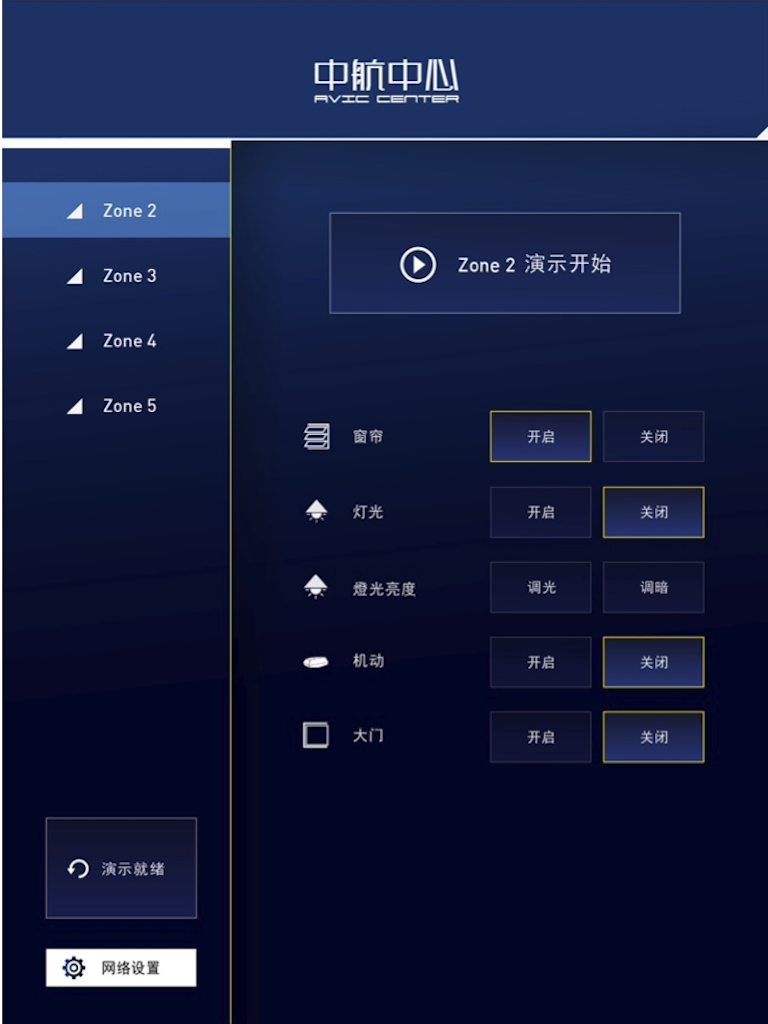 中航中心
AVIC CENTER
Zone 2
Zone 3
Zone 4
Zone 5
Zone 2 演示开始
窗帘 开启 关闭
灯光 开启 关闭
燈光亮度 调光 调暗
机动 开启 关闭
大门 开启 关闭
演示就绪
网络设置